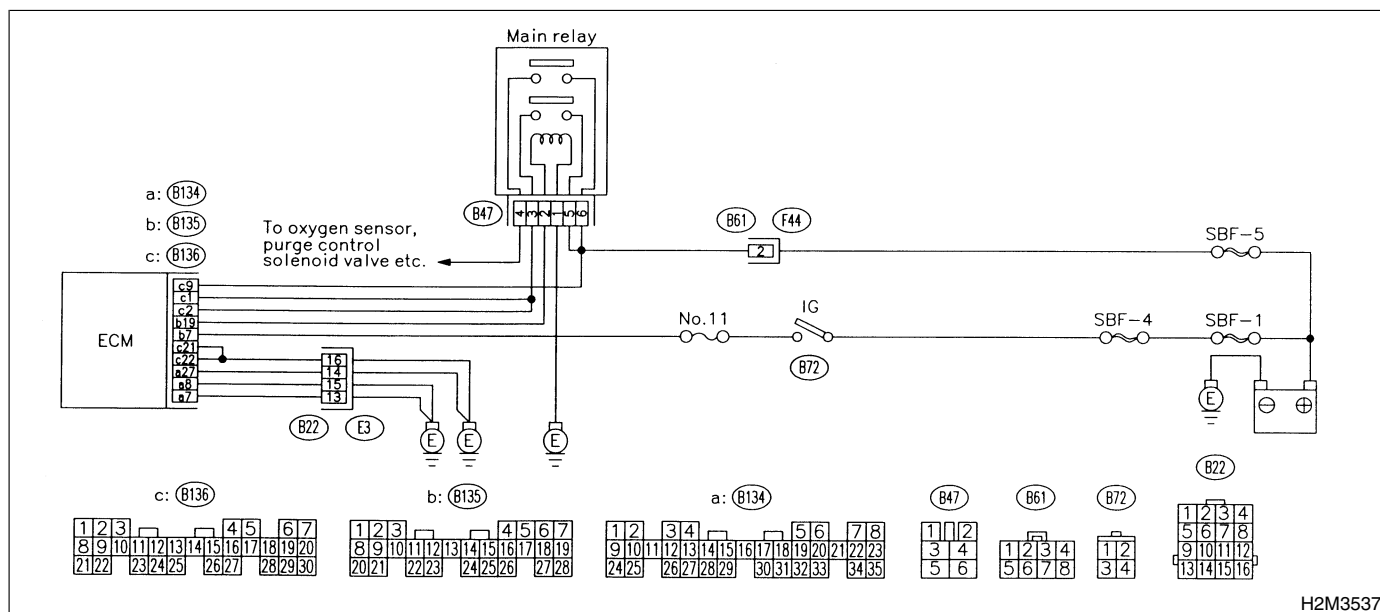 Main relay
a: B134
b: B135
c: B136
B47
4 3 2 1 5 6
To oxygen sensor,
purge control
solenoid valve etc.
B61 F44
2
SBF-5
ECM
c9
c1
c2
b19
b7
c21
c22
a27
a8
a7
No.11
IG
B72
SBF-4
SBF-1
16
14
15
13
B22 E3
E E E E
⊖ ⊕
c: B136
1 2 3 4 5 6 7
8 9 10 11 12 13 14 15 16 17 18 19 20
21 22 23 24 25 26 27 28 29 30
b: B135
1 2 3 4 5 6 7
8 9 10 11 12 13 14 15 16 17 18 19
20 21 22 23 24 25 26 27 28
a: B134
1 2 3 4 5 6 7 8
9 10 11 12 13 14 15 16 17 18 19 20 21 22 23
24 25 26 27 28 29 30 31 32 33 34 35
B47
1 2
3 4
5 6
B61
1 2 3 4
5 6 7 8
B72
1 2
3 4
B22
1 2 3 4
5 6 7 8
9 10 11 12
13 14 15 16
H2M3537